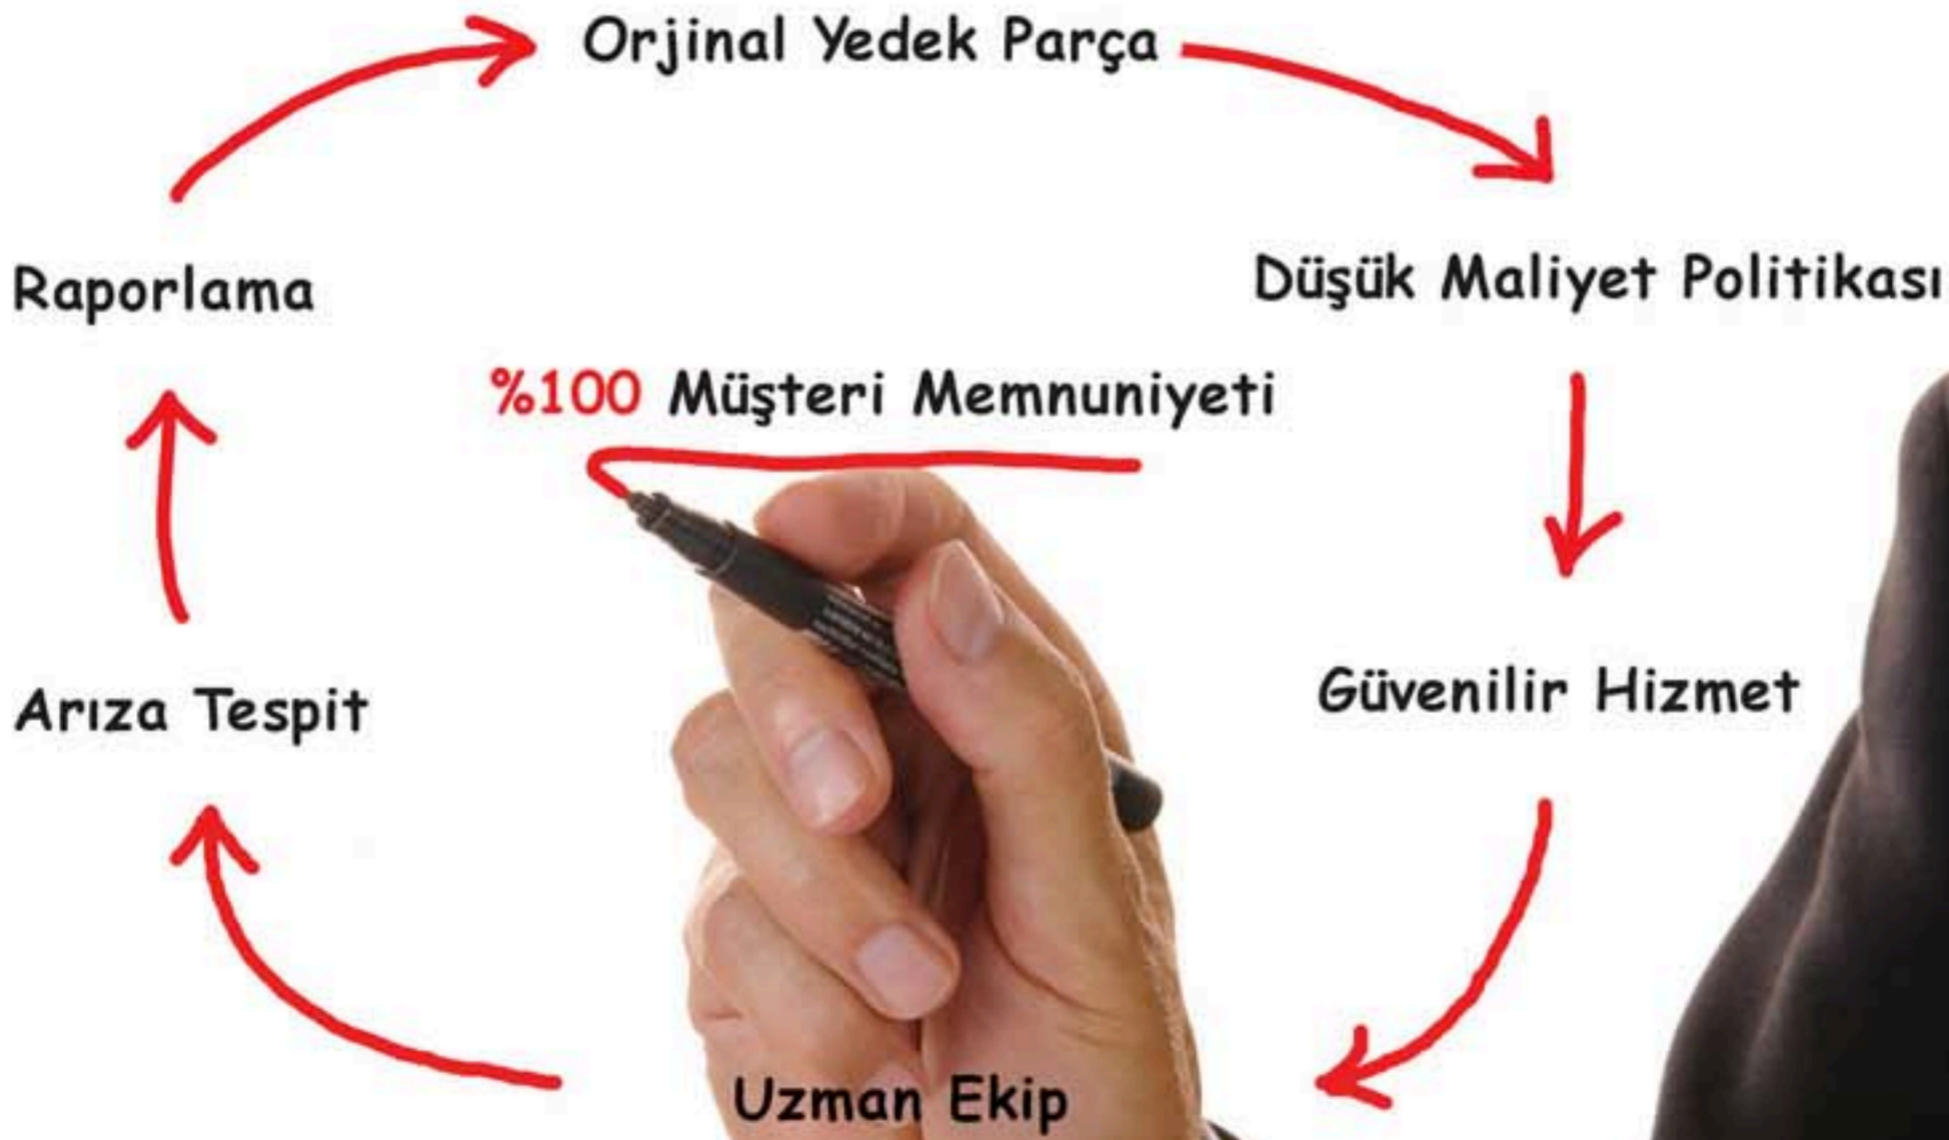 Orjinal Yedek Parça
Raporlama
Düşük Maliyet Politikası
%100 Müşteri Memnuniyeti
Arıza Tespit
Güvenilir Hizmet
Uzman Ekip